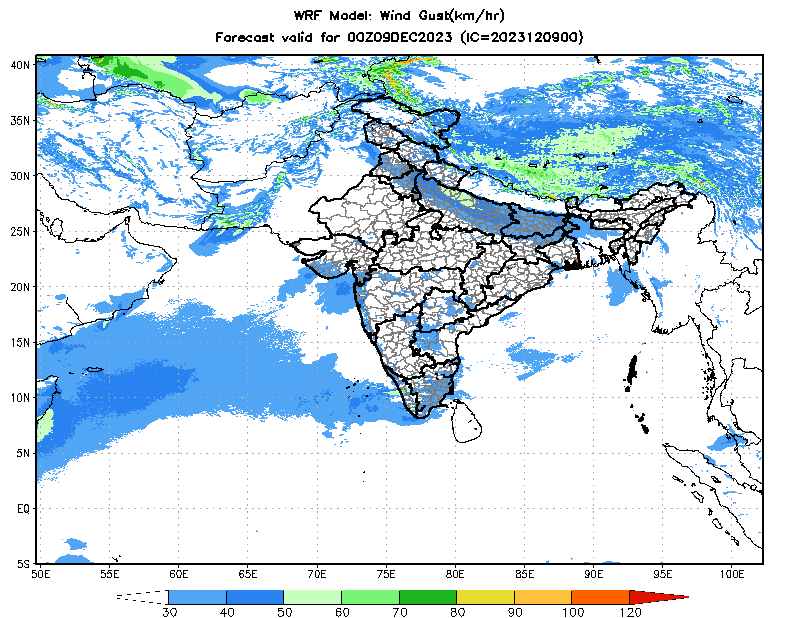 WRF Model: Wind Gust(km/hr)
Forecast valid for 00Z09DEC2023 (IC=2023120900)
40N
35N
30N
25N
20N
15N
10N
5N
EQ
5S
50E 55E 60E 65E 70E 75E 80E 85E 90E 95E 100E
30 40 50 60 70 80 90 100 120